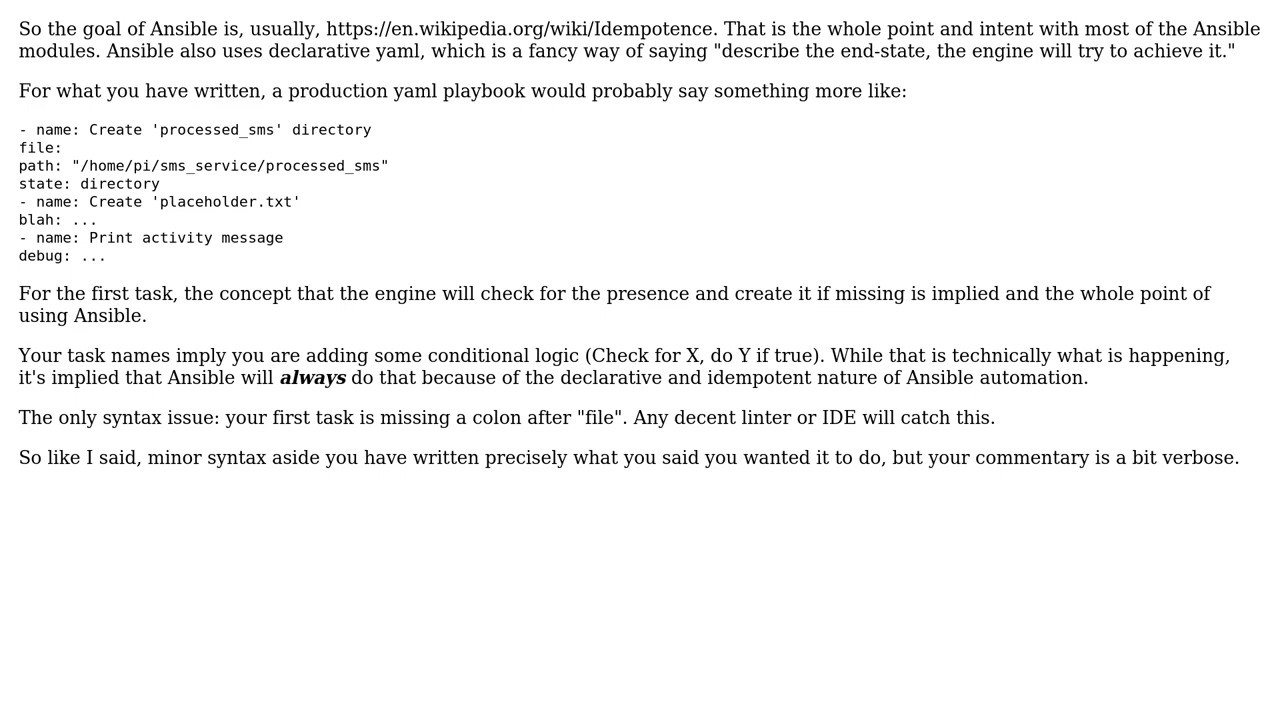 So the goal of Ansible is, usually, https://en.wikipedia.org/wiki/Idempotence. That is the whole point and intent with most of the Ansible
modules. Ansible also uses declarative yaml, which is a fancy way of saying "describe the end-state, the engine will try to achieve it."
For what you have written, a production yaml playbook would probably say something more like:
- name: Create 'processed_sms' directory
file:
path: "/home/pi/sms_service/processed_sms"
state: directory
- name: Create 'placeholder.txt'
blah: ...
- name: Print activity message
debug: ...
For the first task, the concept that the engine will check for the presence and create it if missing is implied and the whole point of
using Ansible.
Your task names imply you are adding some conditional logic (Check for X, do Y if true). While that is technically what is happening,
it's implied that Ansible will always do that because of the declarative and idempotent nature of Ansible automation.
The only syntax issue: your first task is missing a colon after "file". Any decent linter or IDE will catch this.
So like I said, minor syntax aside you have written precisely what you said you wanted it to do, but your commentary is a bit verbose.